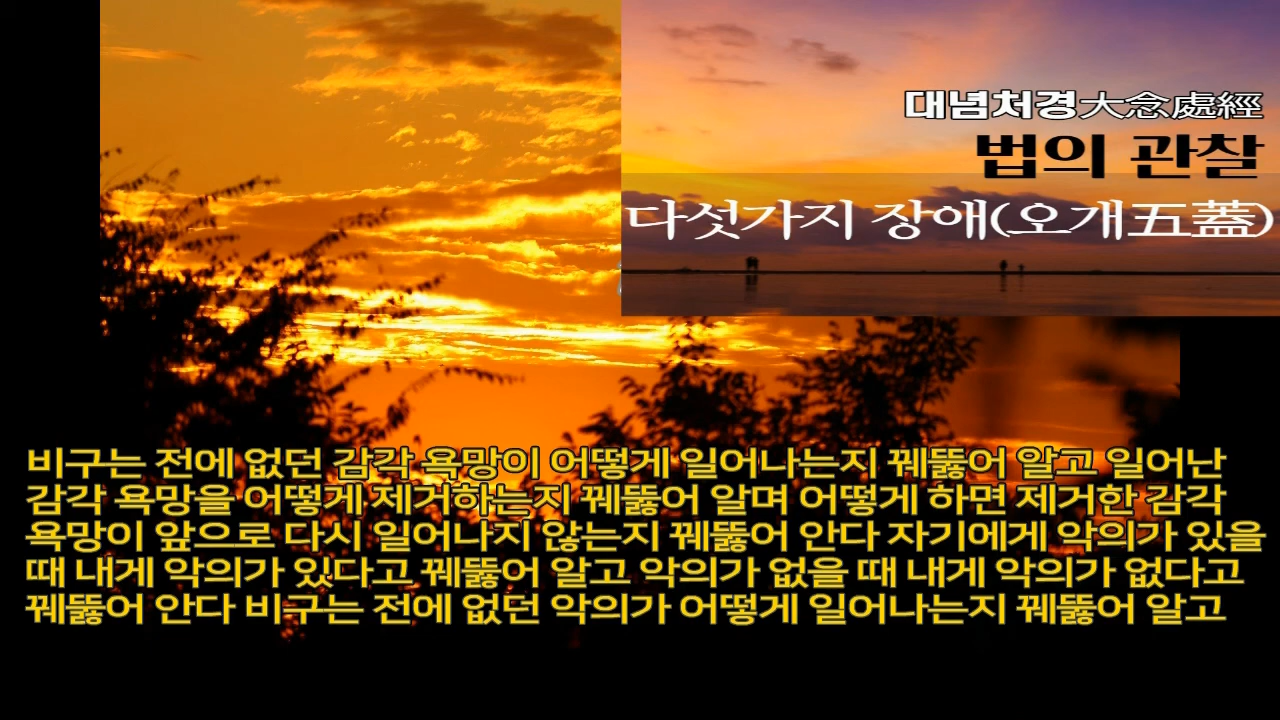 대념처경大念處經
법의 관찰
다섯가지 장애(오개五蓋)
비구는 전에 없던 감각 욕망이 어떻게 일어나는지 꿰뚫어 알고 일어난
감각 욕망을 어떻게 제거하는지 꿰뚫어 알며 어떻게 하면 제거한 감각
욕망이 앞으로 다시 일어나지 않는지 꿰뚫어 안다 자기에게 악의가 있을
때 내게 악의가 있다고 꿰뚫어 알고 악의가 없을 때 내게 악의가 없다고
꿰뚫어 안다 비구는 전에 없던 악의가 어떻게 일어나는지 꿰뚫어 알고